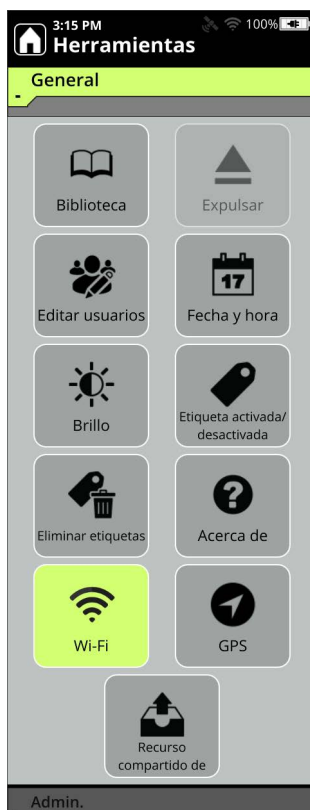 3:15 PM
100%
Herramientas
General
-
Biblioteca
Expulsar
Editar usuarios
17
Fecha y hora
Brillo
Etiqueta activada/
desactivada
Eliminar etiquetas
?
Acerca de
Wi-Fi
GPS
Recurso
compartido de
Admin.